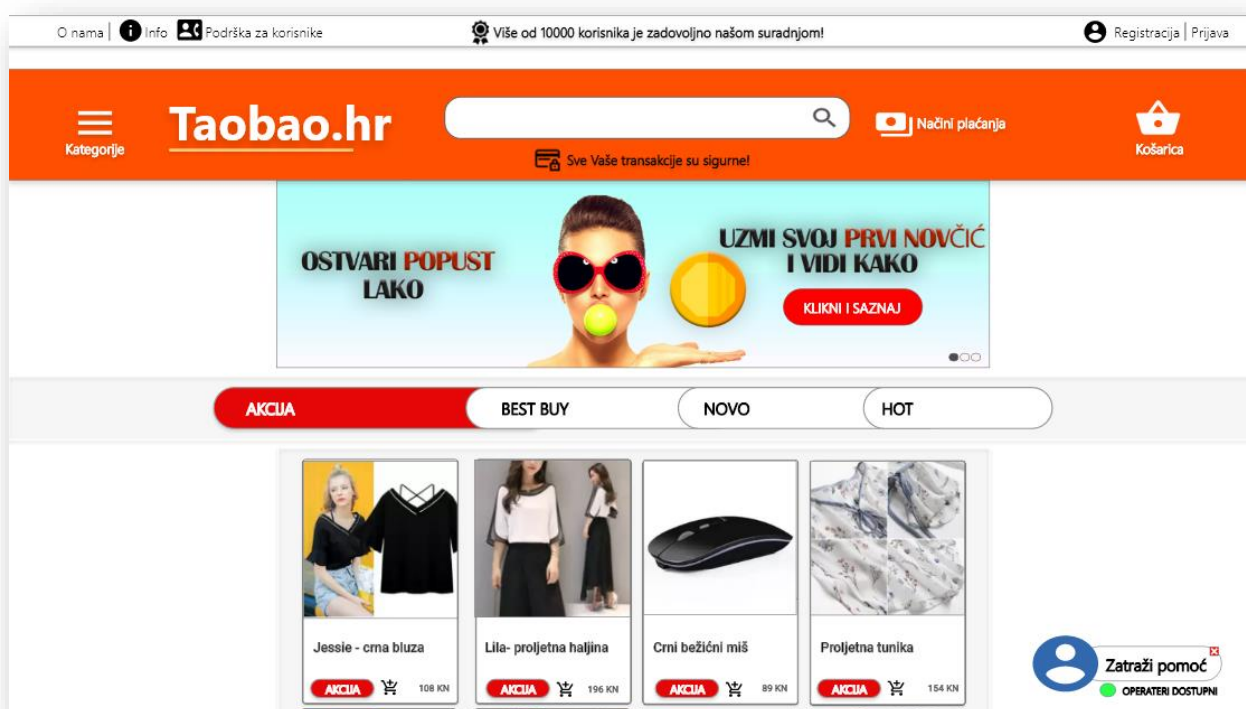 O nama | Info Podrška za korisnike
Više od 10000 korisnika je zadovoljno našom suradnjom!
Registracija | Prijava
Kategorije
Taobao.hr
Načini plaćanja
Košarica
Sve Vaše transakcije su sigurne!
OSTVARI POPUST
LAKO
UZMI SVOJ PRVI NOVČIĆ
I VIDI KAKO
KLIKNI I SAZNAJ
AKCIJA
BEST BUY
NOVO
HOT
Jessie - crna bluza
AKCIJA
108 KN
Lila- proljetna haljina
AKCIJA
196 KN
Crni bežićni miš
AKCIJA
89 KN
Proljetna tunika
AKCIJA
154 KN
Zatraži pomoć
OPERATERI DOSTUPNI